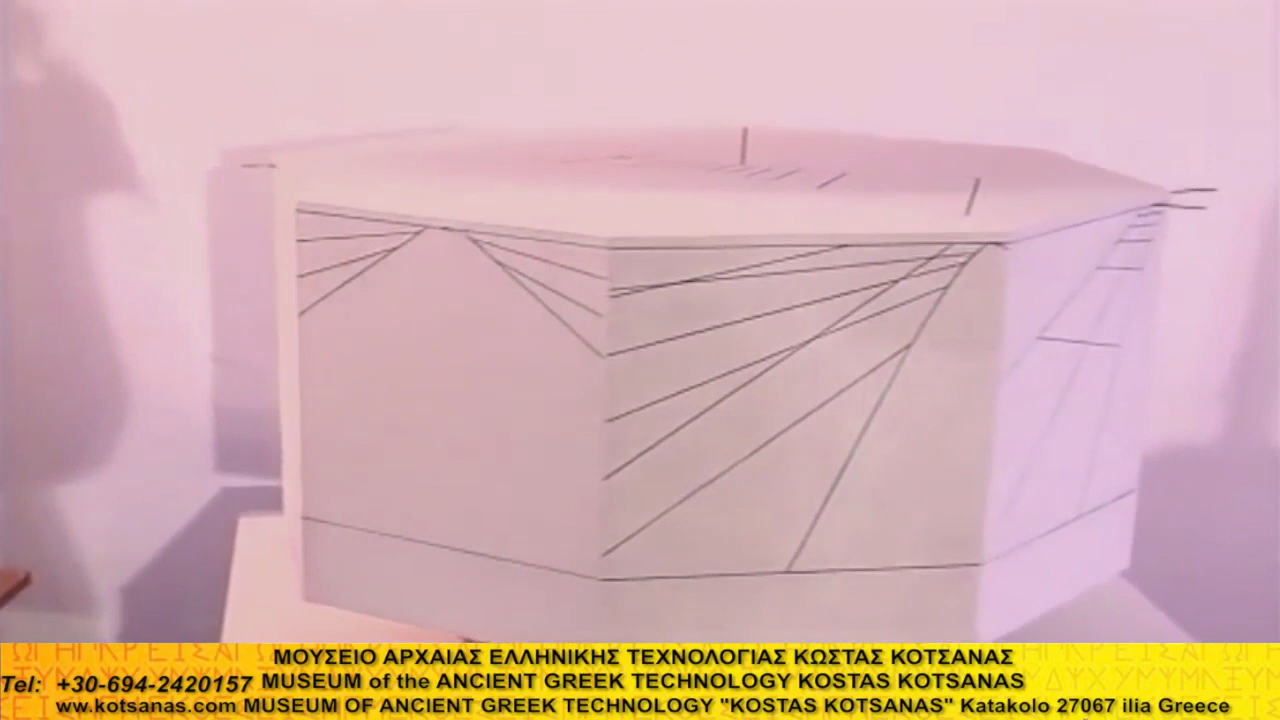 ΜΟΥΣΕΙΟ ΑΡΧΑΙΑΣ ΕΛΛΗΝΙΚΗΣ ΤΕΧΝΟΛΟΓΙΑΣ ΚΩΣΤΑΣ ΚΟΤΣΑΝΑΣ
Tel: +30-694-2420157 MUSEUM of the ANCIENT GREEK TECHNOLOGY KOSTAS KOTSANAS
www.kotsanas.com MUSEUM OF ANCIENT GREEK TECHNOLOGY "KOSTAS KOTSANAS" Katakolo 27067 ilia Greece